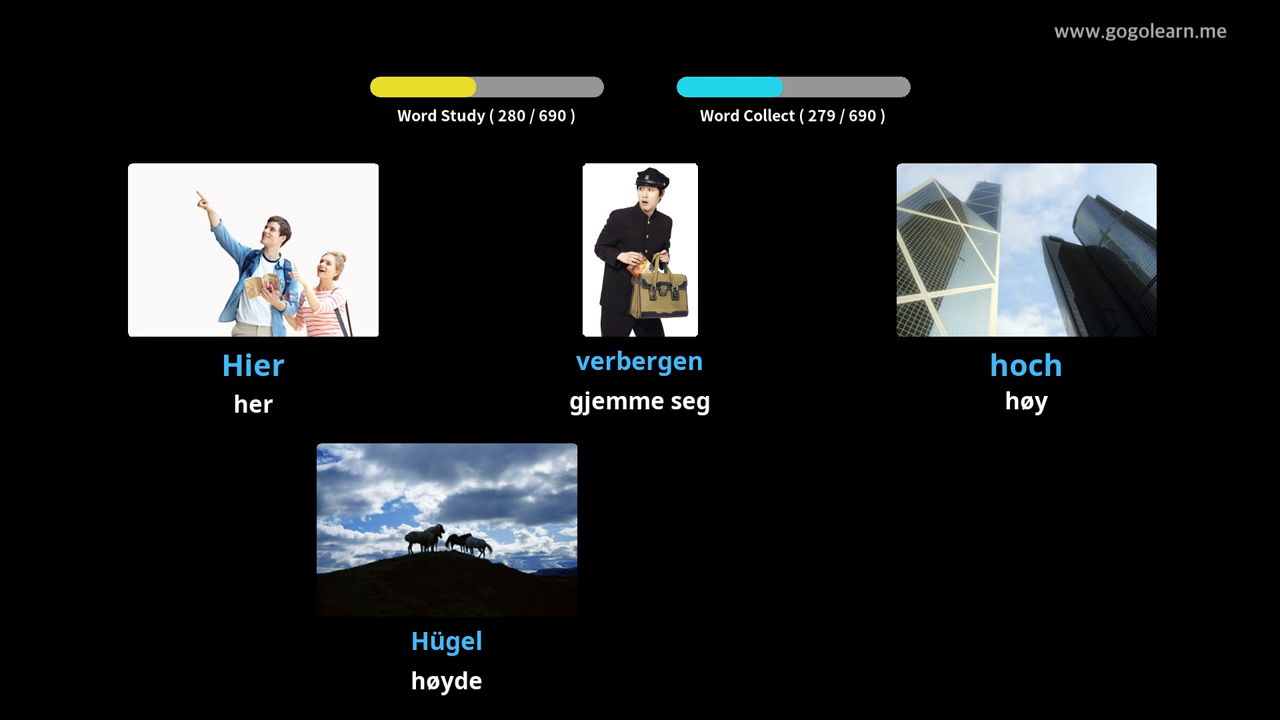 www.gogolearn.me
Word Study ( 280 / 690 )
Word Collect ( 279 / 690 )
Hier
her
verbergen
gjemme seg
hoch
høy
Hügel
høyde